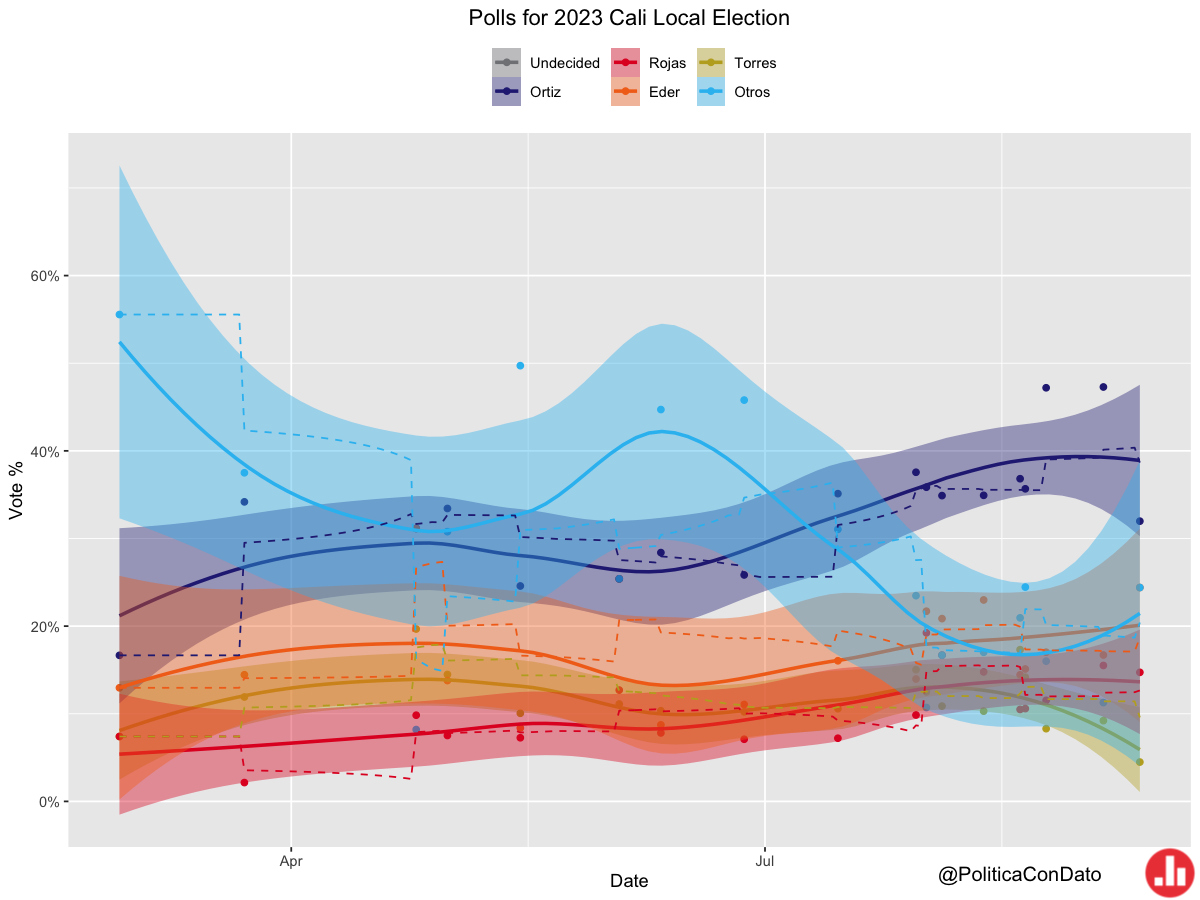 Polls for 2023 Cali Local Election
Undecided Rojas Torres
Ortiz Eder Otros
60%
40%
20%
0%
Vote %
Apr Jul
Date
@PoliticaConDato